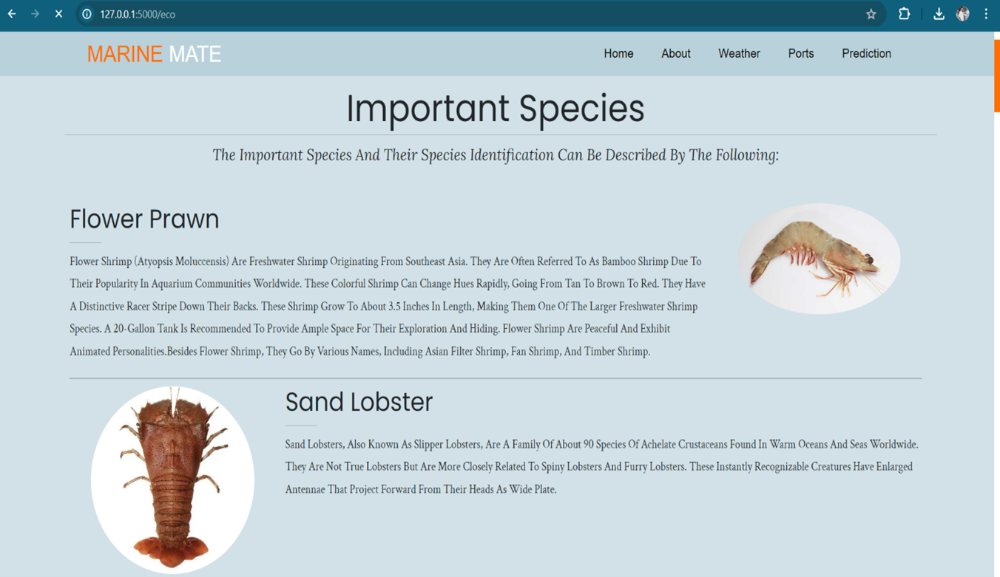 127.0.0.1:5000/eco
MARINE MATE
Home About Weather Ports Prediction
Important Species
The Important Species And Their Species Identification Can Be Described By The Following:
Flower Prawn
Flower Shrimp (Atyopsis Moluccensis) Are Freshwater Shrimp Originating From Southeast Asia. They Are Often Referred To As Bamboo Shrimp Due To
Their Popularity In Aquarium Communities Worldwide. These Colorful Shrimp Can Change Hues Rapidly, Going From Tan To Brown To Red. They Have
A Distinctive Racer Stripe Down Their Backs. These Shrimp Grow To About 3.5 Inches In Length, Making Them One Of The Larger Freshwater Shrimp
Species. A 20-Gallon Tank Is Recommended To Provide Ample Space For Their Exploration And Hiding. Flower Shrimp Are Peaceful And Exhibit
Animated Personalities.Besides Flower Shrimp, They Go By Various Names, Including Asian Filter Shrimp, Fan Shrimp, And Timber Shrimp.
Sand Lobster
Sand Lobsters, Also Known As Slipper Lobsters, Are A Family Of About 90 Species Of Achelate Crustaceans Found In Warm Oceans And Seas Worldwide.
They Are Not True Lobsters But Are More Closely Related To Spiny Lobsters And Furry Lobsters. These Instantly Recognizable Creatures Have Enlarged
Antennae That Project Forward From Their Heads As Wide Plate.